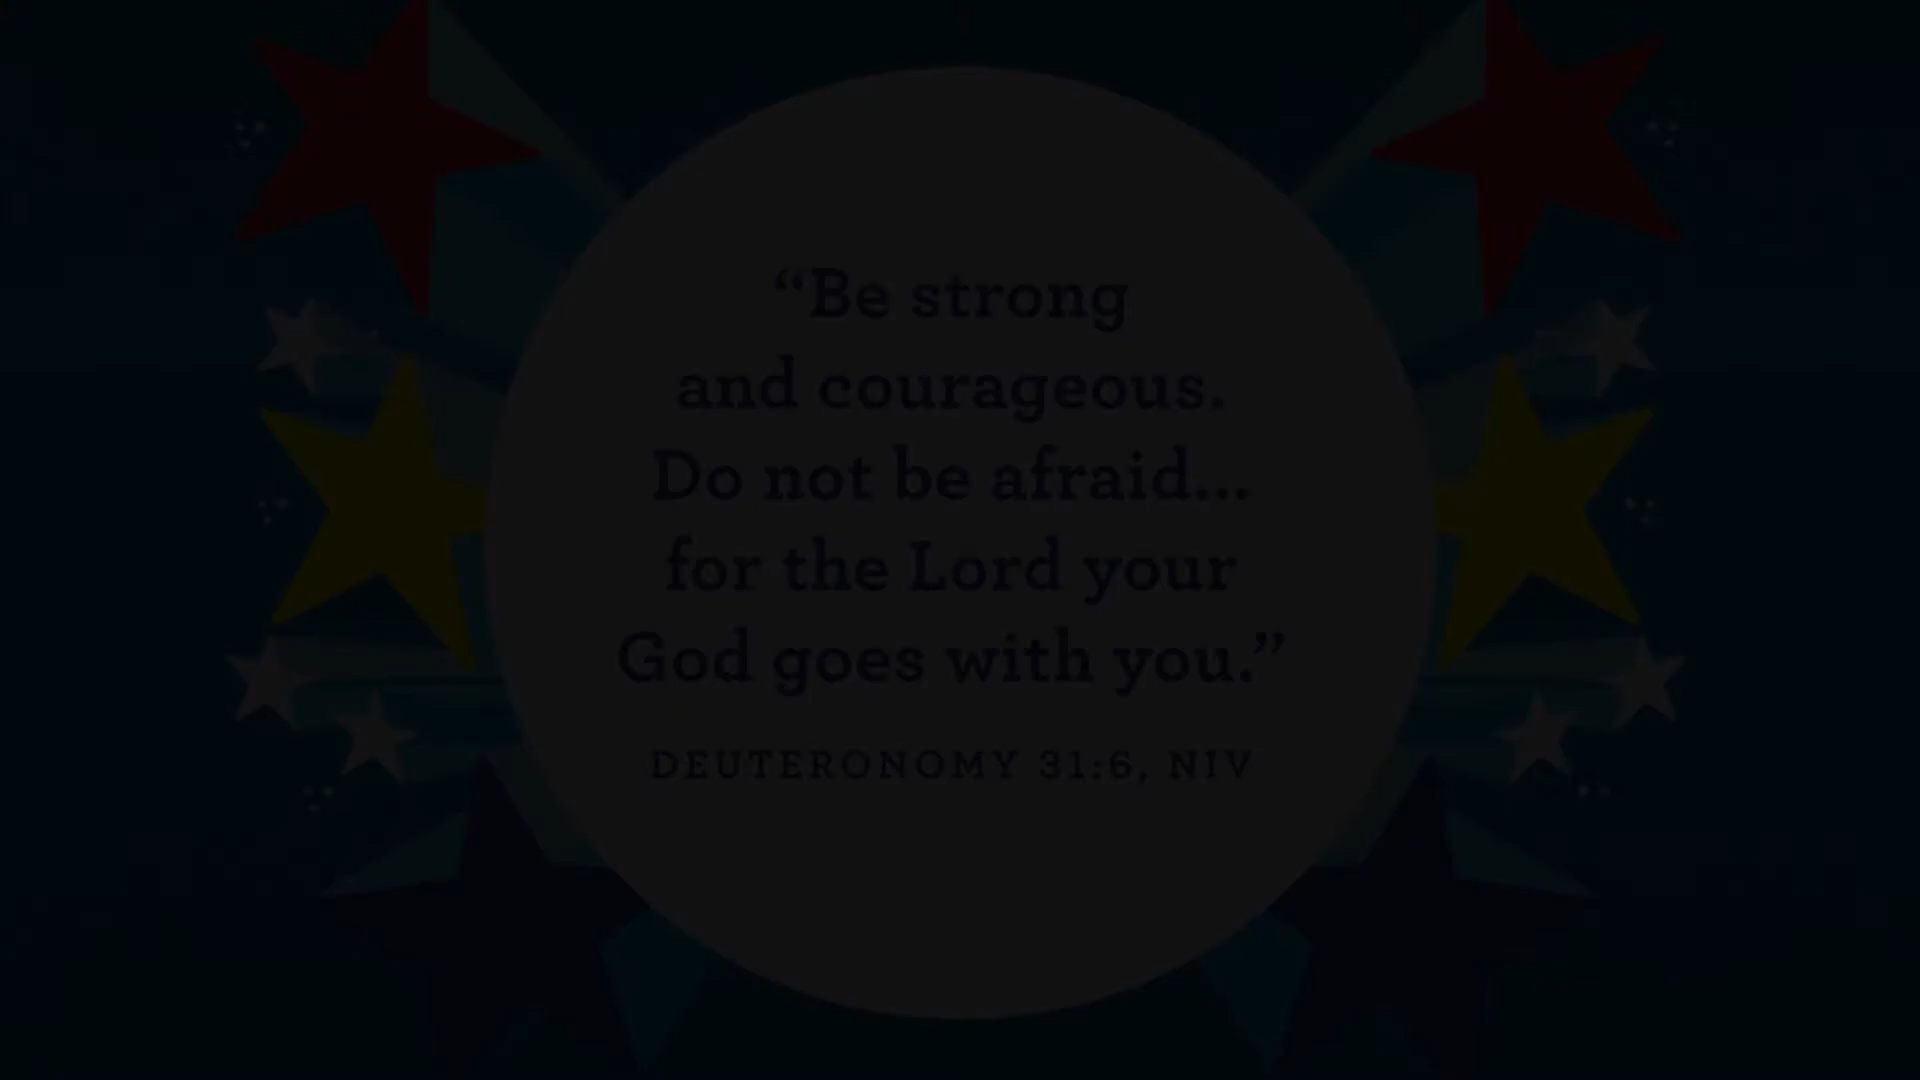 “Be strong
and courageous.
Do not be afraid...
for the Lord your
God goes with you.”
DEUTERONOMY 31:6, NIV